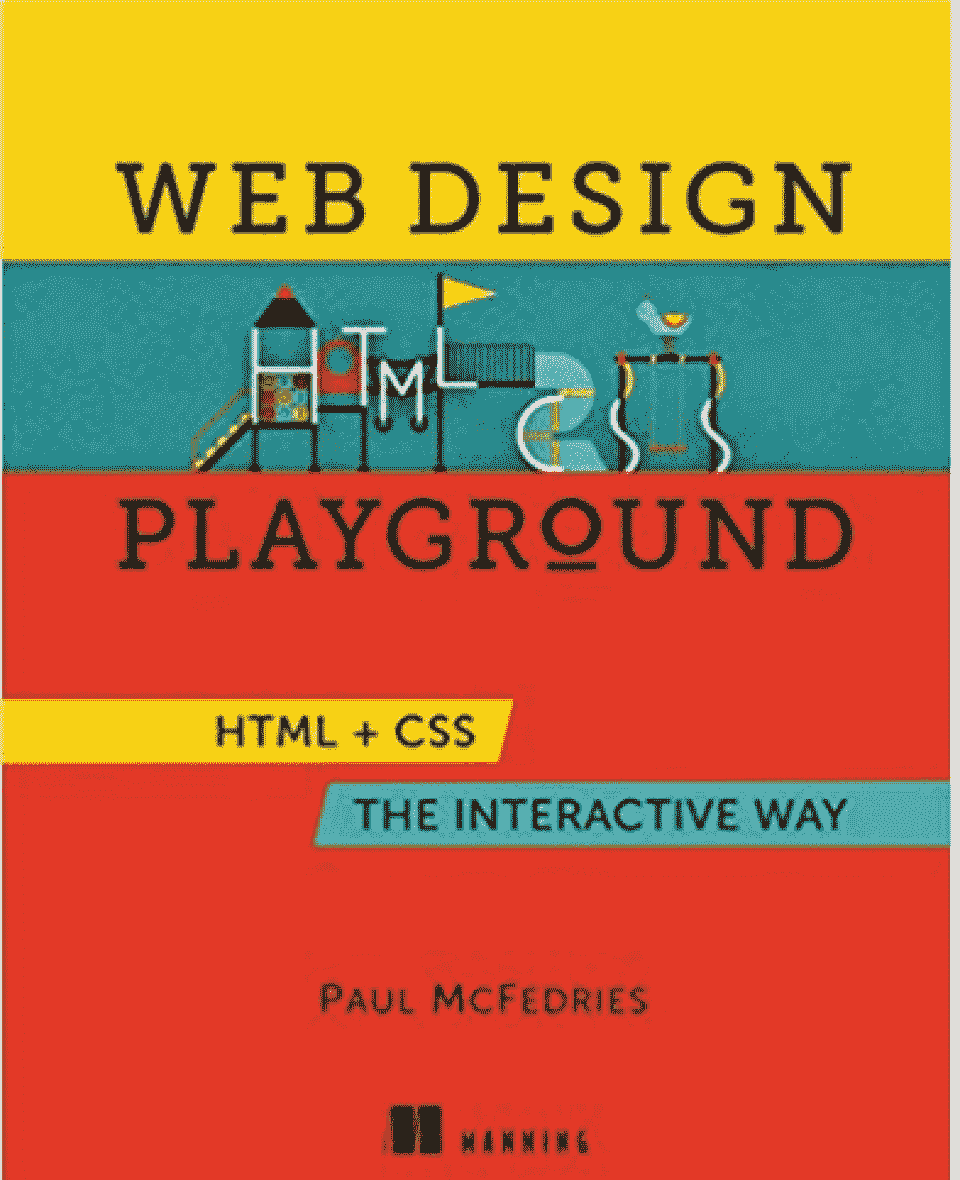 WEB DESIGN
HTML CSS
PLAYGROUND
HTML + CSS
THE INTERACTIVE WAY
PAUL MCFEDRIES
MANNING